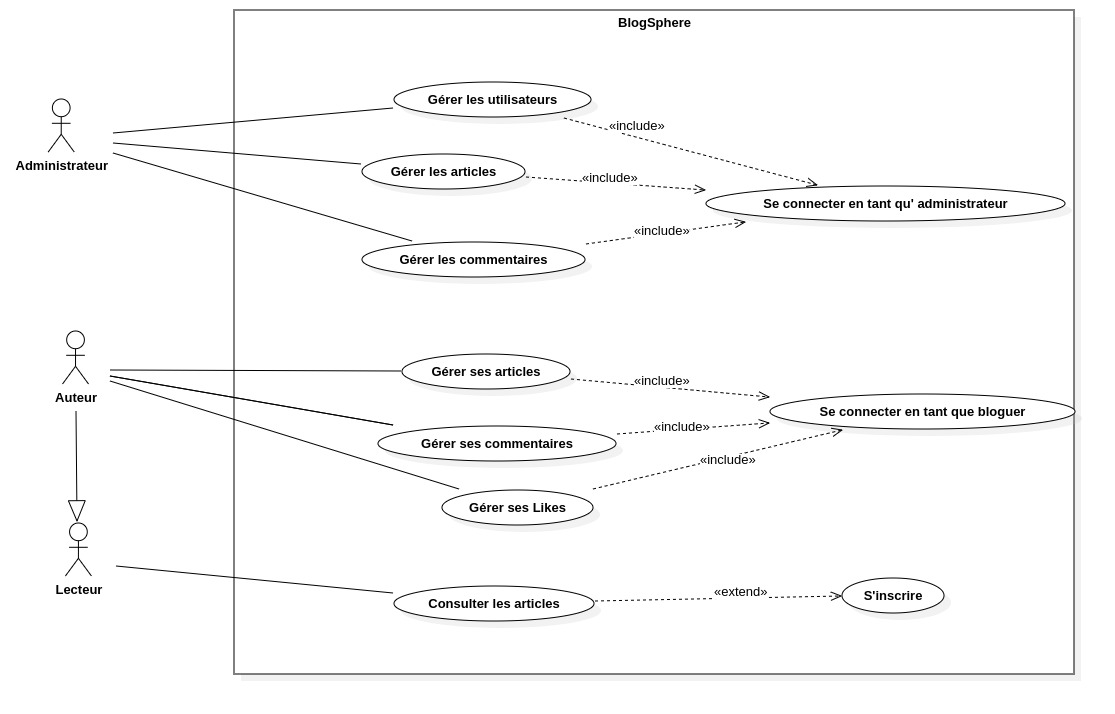 BlogSphere
Gérer les utilisateurs
«include»
Administrateur
Gérer les articles
«include»
Se connecter en tant qu' administrateur
«include»
Gérer les commentaires
Auteur
Gérer ses articles
«include»
Se connecter en tant que bloguer
«include»
Gérer ses commentaires
«include»
Gérer ses Likes
Lecteur
Consulter les articles
«extend»
S'inscrire